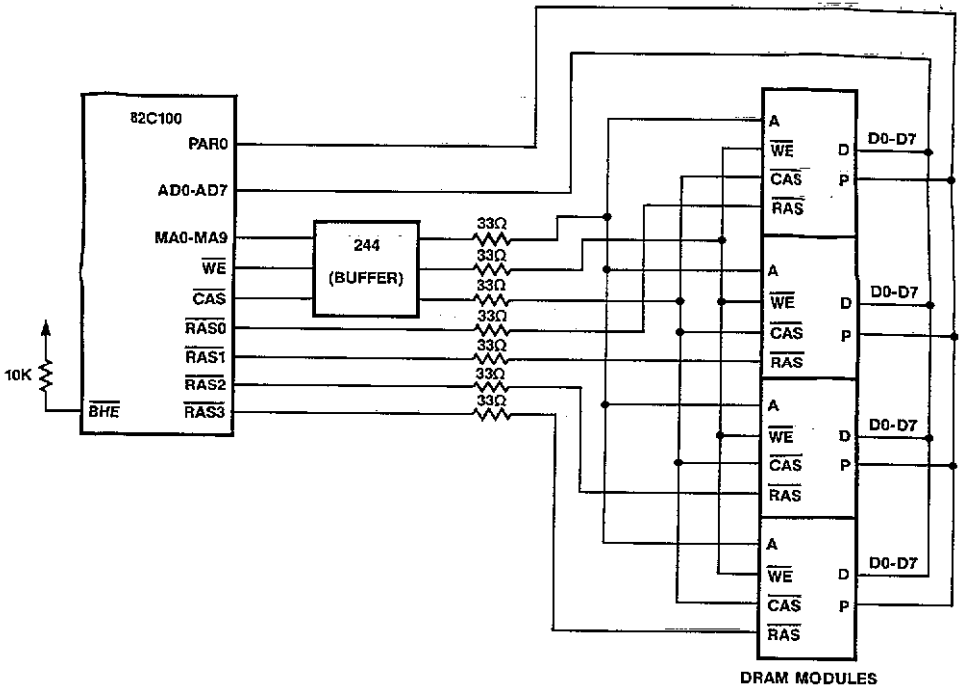 82C100
PAR0
AD0-AD7
MA0-MA9
WE
CAS
RAS0
RAS1
RAS2
RAS3
BHE
10K
244
(BUFFER)
33Ω
33Ω
33Ω
33Ω
33Ω
33Ω
33Ω
A
WE
CAS
RAS
D
P
D0-D7
A
WE
CAS
RAS
D
P
D0-D7
A
WE
CAS
RAS
D
P
D0-D7
A
WE
CAS
RAS
D
P
D0-D7
DRAM MODULES